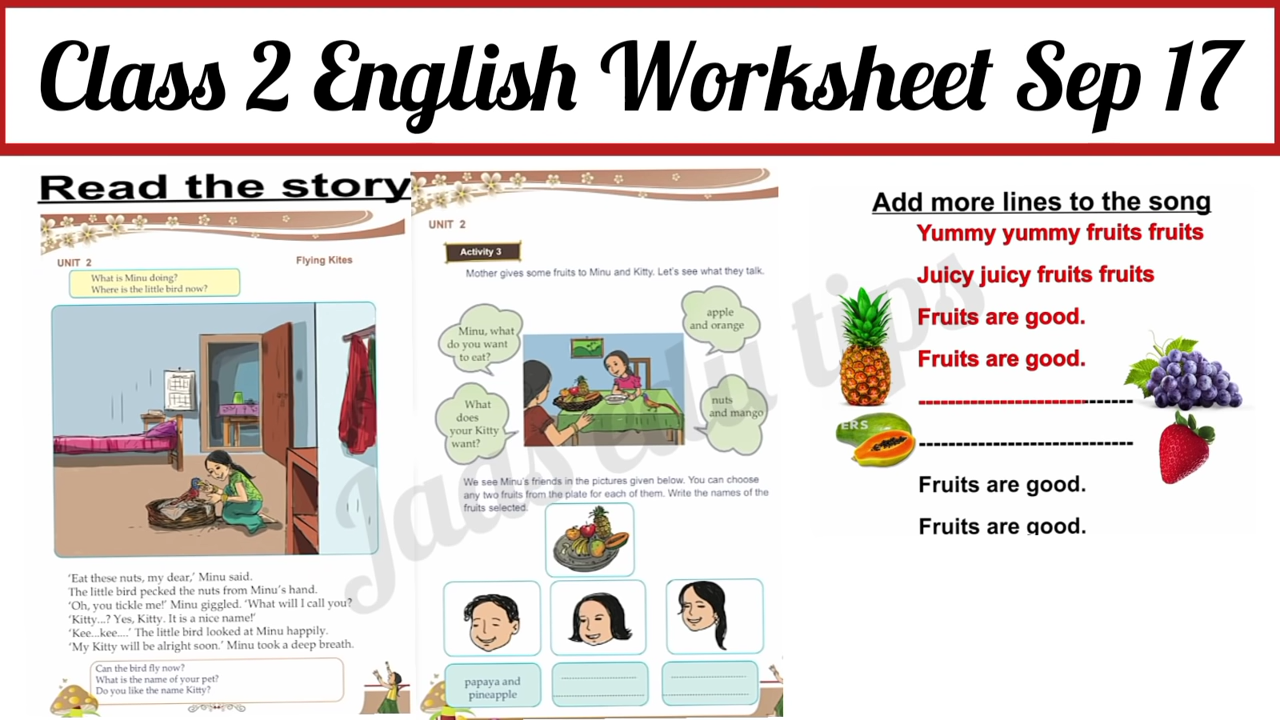 Class 2 English Worksheet Sep 17
Read the story
UNIT 2
Flying Kites
What is Minu doing?
Where is the little bird now?
'Eat these nuts, my dear,' Minu said.
The little bird pecked the nuts from Minu's hand.
'Oh, you tickle me!' Minu giggled. 'What will I call you?
'Kitty...? Yes, Kitty. It is a nice name!'
'Kee...kee....' The little bird looked at Minu happily.
'My Kitty will be alright soon.' Minu took a deep breath.
Can the bird fly now?
What is the name of your pet?
Do you like the name Kitty?
UNIT 2
Activity 3
Mother gives some fruits to Minu and Kitty. Let's see what they talk.
Minu, what
do you want
to eat?
apple
and orange
What
does
your Kitty
want?
nuts
and mango
We see Minu's friends in the pictures given below. You can choose
any two fruits from the plate for each of them. Write the names of the
fruits selected.
papaya and
pineapple
Add more lines to the song
Yummy yummy fruits fruits
Juicy juicy fruits fruits
Fruits are good.
Fruits are good.
ERS
Fruits are good.
Fruits are good.
Jaas edu tips